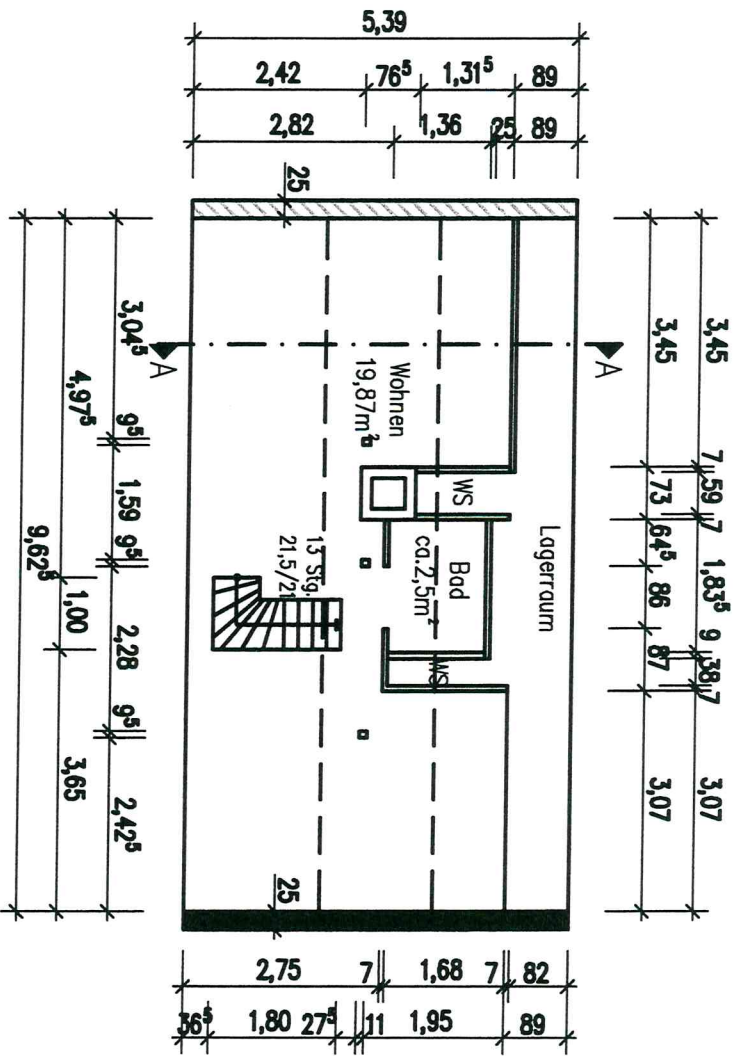 5,39
2,42 76⁵ 1,31⁵ 89
2,82 1,36 25 89
25
3,04⁵ 9⁵ 1,59 9⁵ 2,28 9⁵ 2,42⁵
4,97⁵ 1,00 3,65
9,62⁵
A
A
Wohnen
19,87m²
WS
13 Stg.
21,5/21
Bad
ca.2,5m²
WS
Lagerraum
3,45 73 64⁵ 86 87 3,07
3,45 7 59 7 1,83⁵ 9 38 7 3,07
25
2,75 7 1,68 7 82
36⁵ 1,80 27⁵ 11 1,95 89